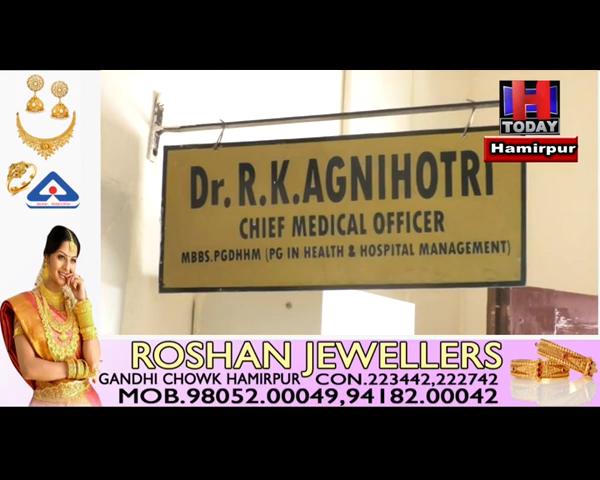 H
TODAY
Hamirpur
Dr. R.K.AGNIHOTRI
CHIEF MEDICAL OFFICER
MBBS.PGDHHM (PG IN HEALTH & HOSPITAL MANAGEMENT)
ROSHAN JEWELLERS
GANDHI CHOWK HAMIRPUR CON.223442,222742
MOB.98052.00049,94182.00042